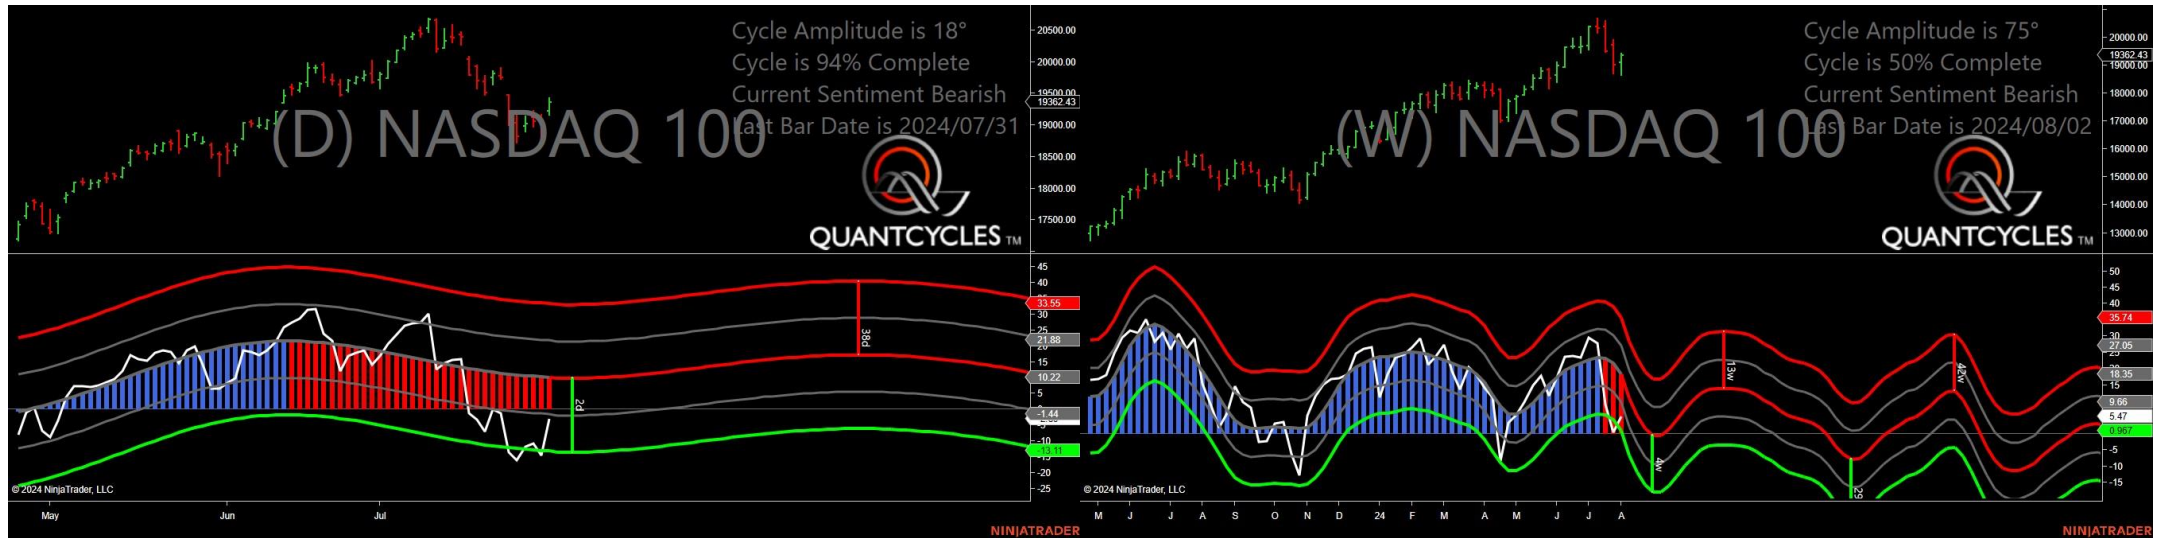 Cycle Amplitude is 18°
Cycle is 94% Complete
Current Sentiment Bearish
Last Bar Date is 2024/07/31
(D) NASDAQ 100
QUANTCYCLES TM
20500.00
20000.00
19500.00
19362.43
19000.00
18500.00
18000.00
17500.00
45
40
33.55
30
25
21.88
15
10.22
5
-1.44
-10
-13.11
-20
-25
38d
2d
© 2024 NinjaTrader, LLC
May Jun Jul
NINJATRADER
Cycle Amplitude is 75°
Cycle is 50% Complete
Current Sentiment Bearish
Last Bar Date is 2024/08/02
(W) NASDAQ 100
QUANTCYCLES TM
20000.00
19362.43
19000.00
18000.00
17000.00
16000.00
15000.00
14000.00
13000.00
50
45
40
35.74
30
27.05
18.35
15
9.66
5.47
0.967
-5
-10
-15
13w
42w
4w
29
© 2024 NinjaTrader, LLC
M J J A S O N D 24 F M A M J J A
NINJATRADER